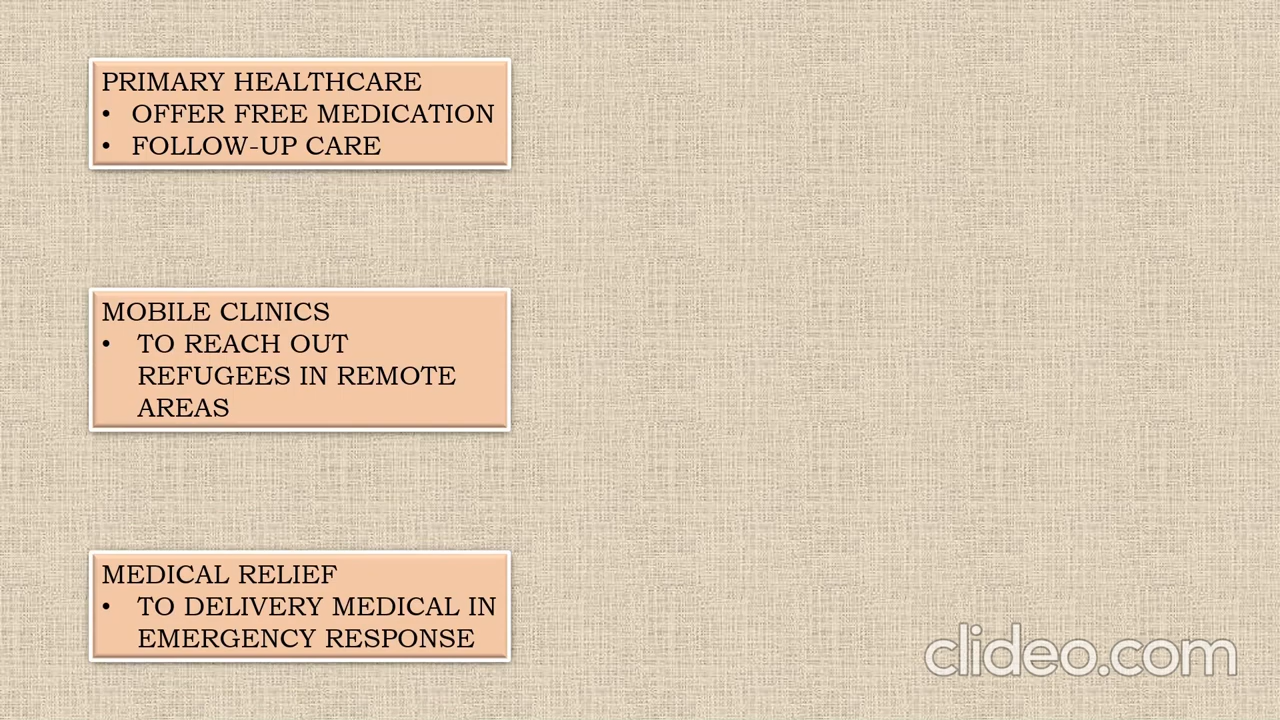 PRIMARY HEALTHCARE
• OFFER FREE MEDICATION
• FOLLOW-UP CARE
MOBILE CLINICS
• TO REACH OUT
REFUGEES IN REMOTE
AREAS
MEDICAL RELIEF
• TO DELIVERY MEDICAL IN
EMERGENCY RESPONSE
clideo.com